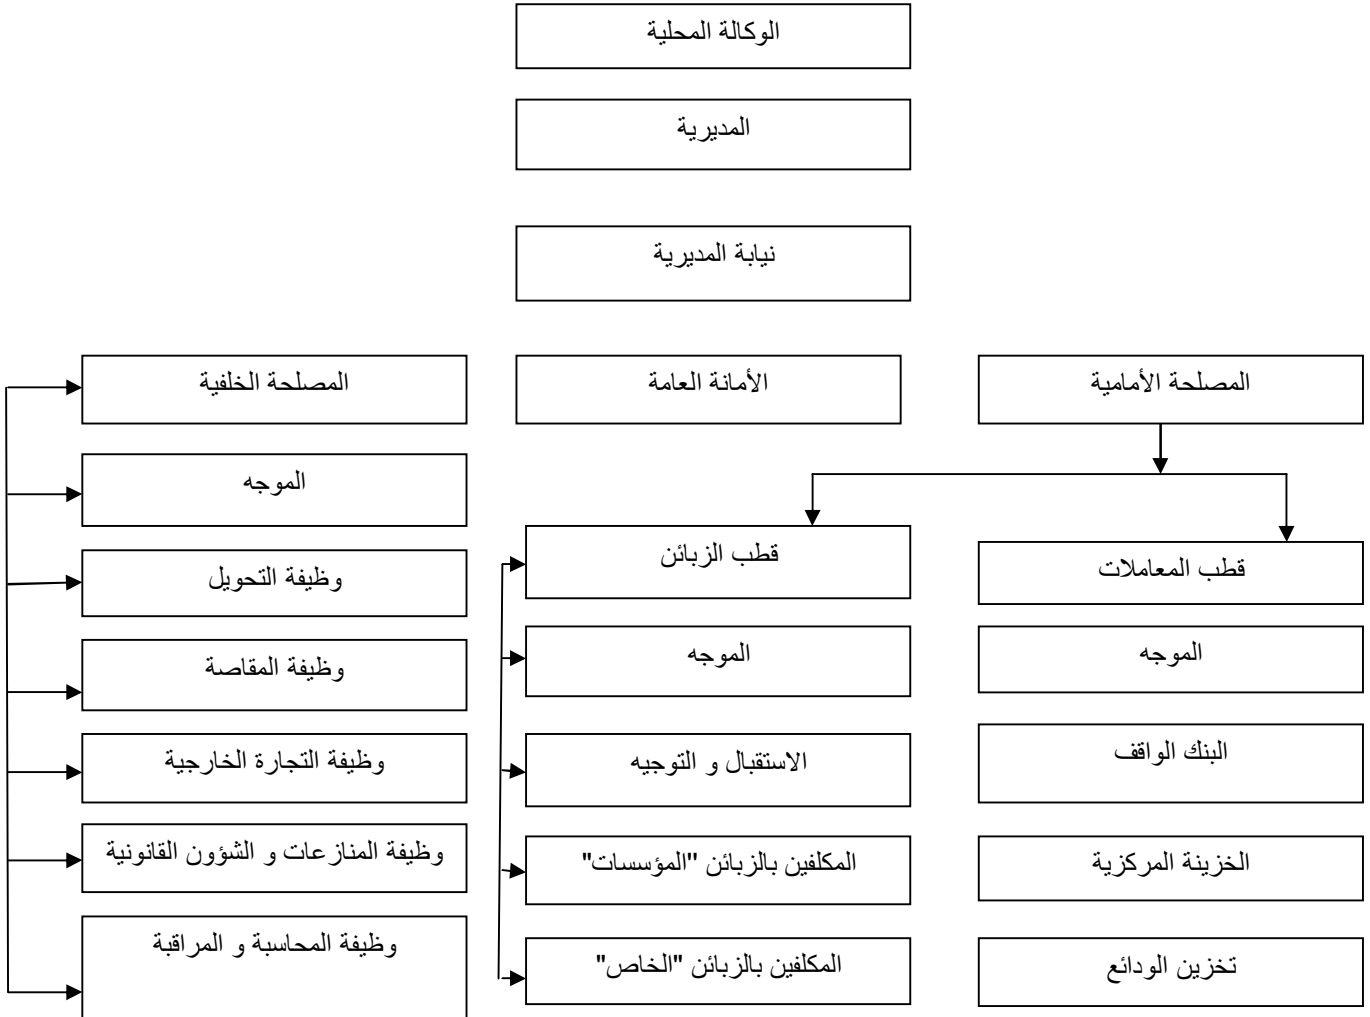 الوكالة المحلية
المديرية
نيابة المديرية
المصلحة الأمامية
الأمانة العامة
المصلحة الخلفية
الموجه
قطب الزبائن
قطب المعاملات
وظيفة التحويل
الموجه
الموجه
وظيفة المقاصة
البنك الواقف
الاستقبال و التوجيه
وظيفة التجارة الخارجية
الخزينة المركزية
المكلفين بالزبائن "المؤسسات"
وظيفة المنازعات و الشؤون القانونية
تخزين الودائع
المكلفين بالزبائن "الخاص"
وظيفة المحاسبة و المراقبة